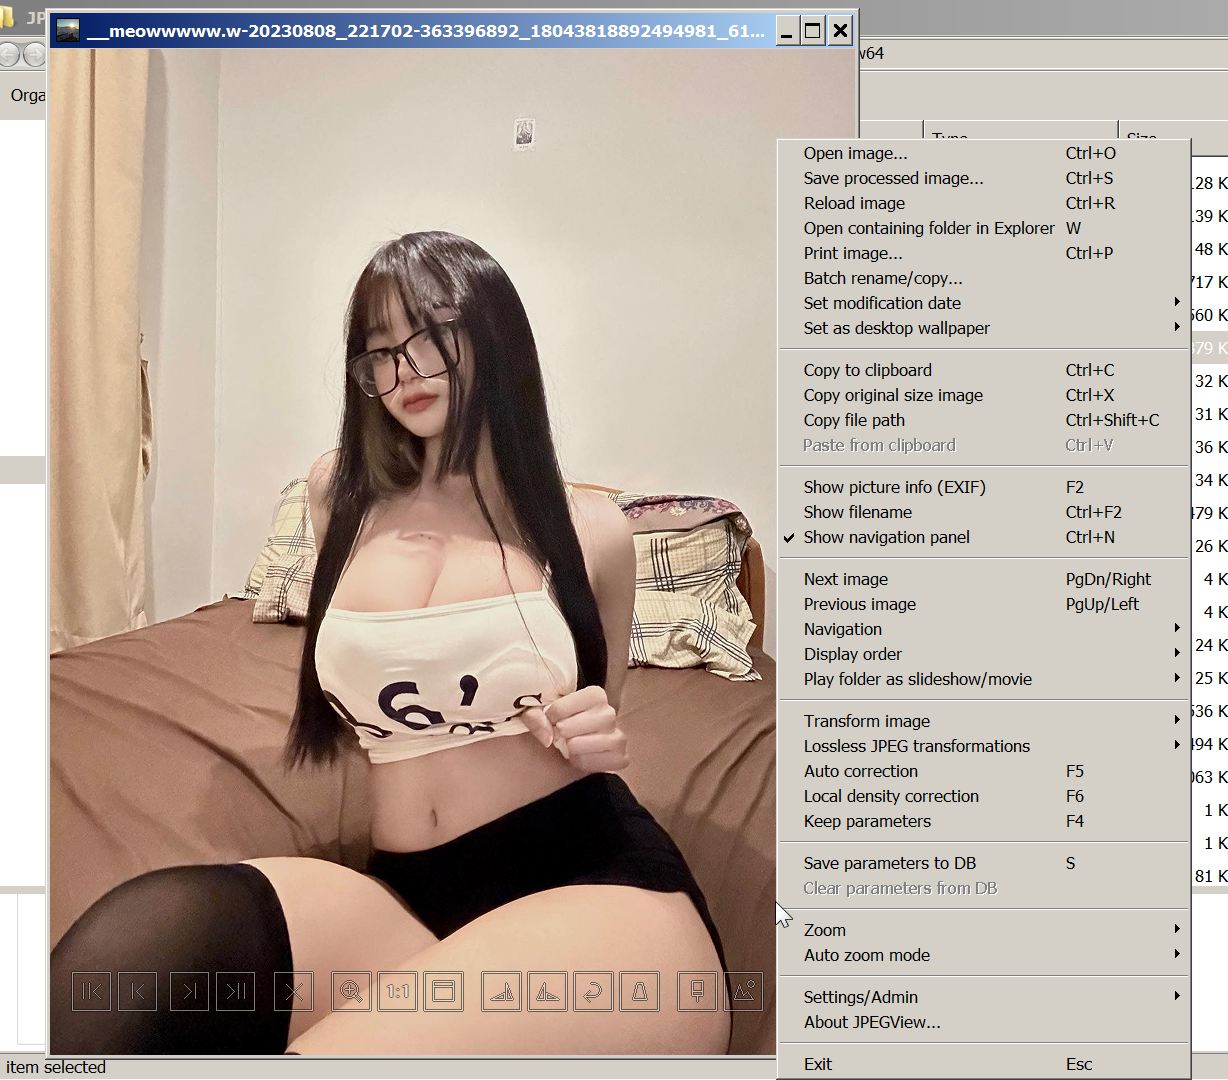 JP
__meowwwww.w-20230808_221702-363396892_18043818892494981_61...
w64
Orga
Type
Size
Open image... Ctrl+O
Save processed image... Ctrl+S
Reload image Ctrl+R
Open containing folder in Explorer W
Print image... Ctrl+P
Batch rename/copy...
Set modification date
Set as desktop wallpaper
Copy to clipboard Ctrl+C
Copy original size image Ctrl+X
Copy file path Ctrl+Shift+C
Paste from clipboard Ctrl+V
Show picture info (EXIF) F2
Show filename Ctrl+F2
Show navigation panel Ctrl+N
Next image PgDn/Right
Previous image PgUp/Left
Navigation
Display order
Play folder as slideshow/movie
Transform image
Lossless JPEG transformations
Auto correction F5
Local density correction F6
Keep parameters F4
Save parameters to DB S
Clear parameters from DB
Zoom
Auto zoom mode
Settings/Admin
About JPEGView...
Exit Esc
28 K
39 K
48 K
717 K
560 K
379 K
32 K
31 K
36 K
34 K
479 K
26 K
4 K
4 K
24 K
25 K
536 K
494 K
063 K
1 K
1 K
81 K
1:1
item selected